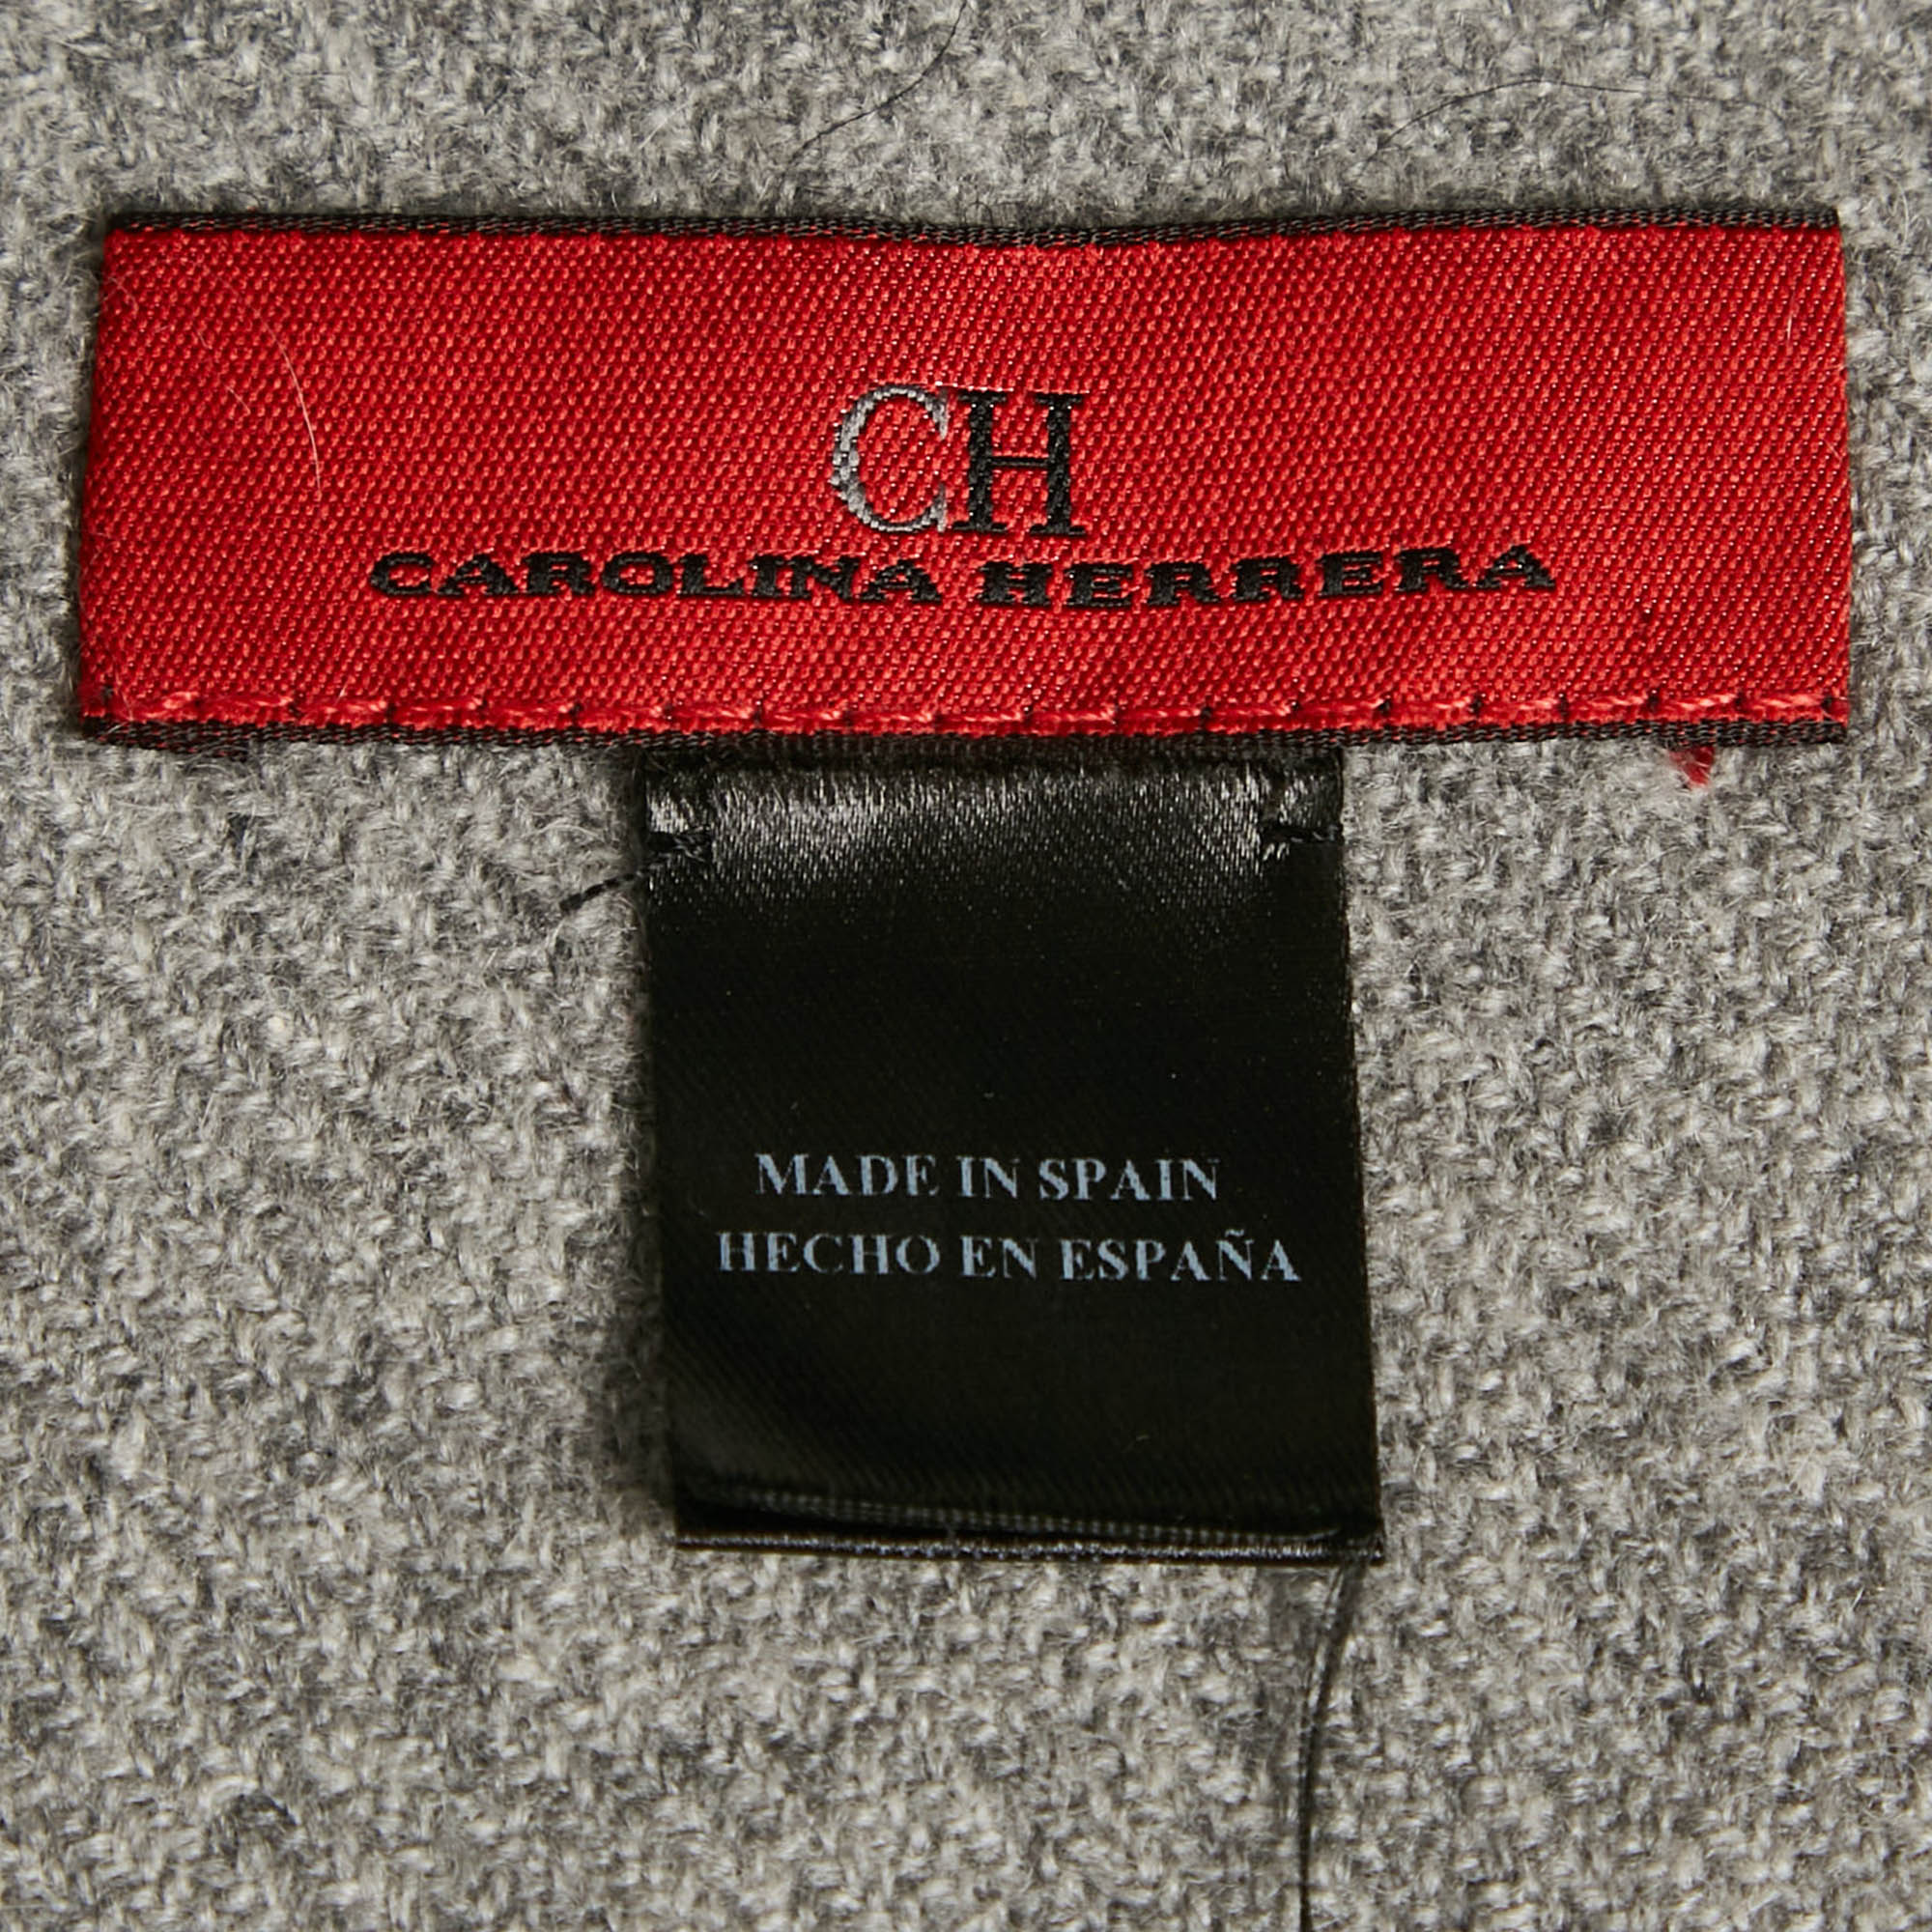 CH
CAROLINA HERRERA
MADE IN SPAIN
HECHO EN ESPAÑA